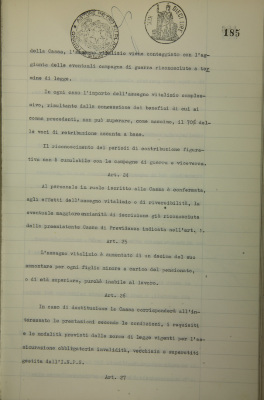 185
della Cassa, l'assegno vitalizio viene conteggiato con l'ag-
giunta delle eventuali campagne di guerra riconosciute a ter
mine di legge.
In ogni caso l'importo dell'assegno vitalizio comples-
sivo, risultante dalla concessione dei benefici di cui ai
commi precedenti, non può superare, come massimo, il 70% del-
le voci di retribuzione tenute a base.
Il riconoscimento dei periodi di contribuzione figura-
tiva non è cumulabile con le campagne di guerra e viceversa.
Art. 24
Al personale in ruolo iscritto alla Cassa è confermata,
agli effetti dell'assegno vitalizio e di riversibilità, la
eventuale maggiore anzianità di iscrizione già riconosciuta
dalla preesistente Cassa di Previdenza indicata nell'art. 1.
Art. 25
L'assegno vitalizio è aumentato di un decimo del suo
ammontare per ogni figlio minore a carico del pensionato,
o di età superiore, purchè inabile al lavoro.
Art. 26
In caso di destituzione la Cassa corrisponderà all'in-
teressato le prestazioni secondo le condizioni, i requisiti
e le modalità previsti dalle norme di legge vigenti per l'as-
sicurazione obbligatoria invalidità, vecchiaia e superstiti
gestita dall'I.N.P.S.
Art. 27